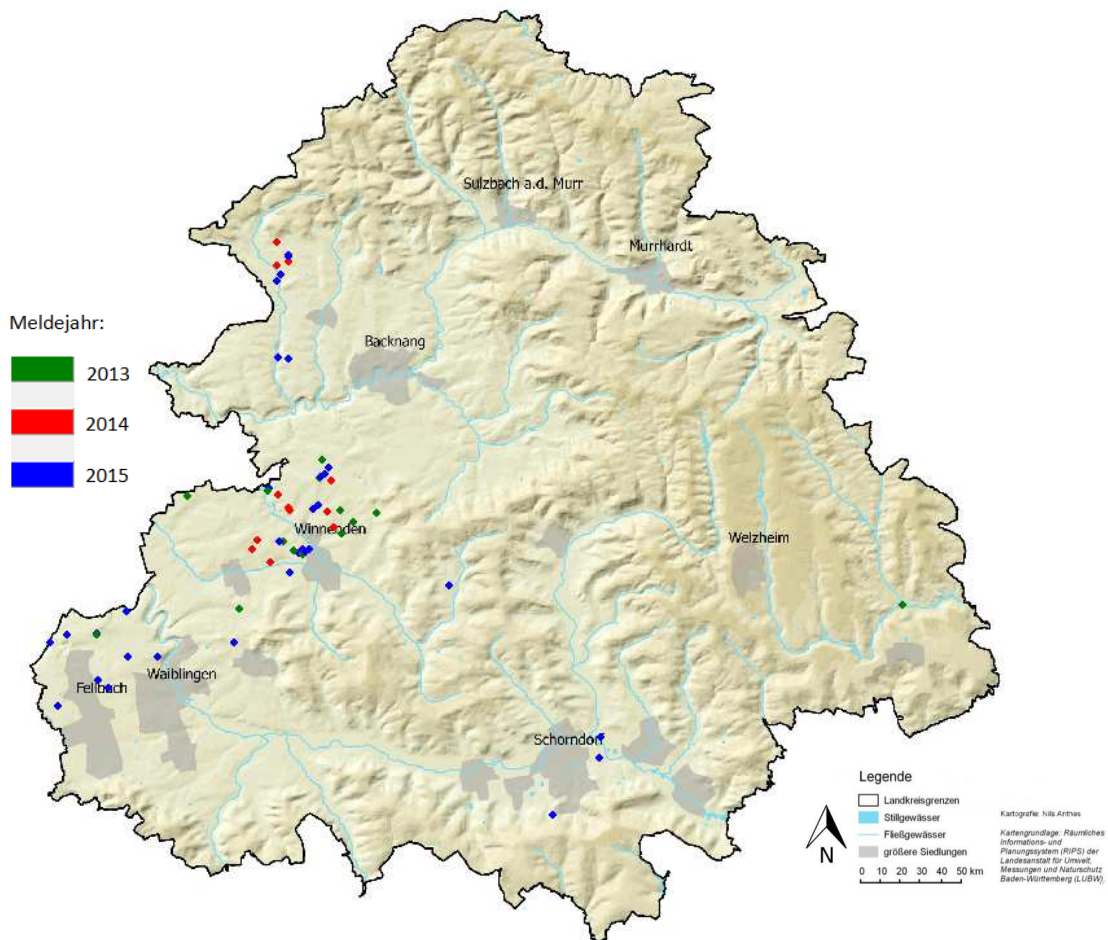 Sulzbach a.d. Murr
Murrhardt
Meldejahr:
Backnang
2013
2014
2015
Winnenden
Welzheim
Waiblingen
Fellbach
Schorndorf
Legende
Landkreisgrenzen
Stillgewässer
Fließgewässer
größere Siedlungen
0 10 20 30 40 50 km
N
Kartografie: Nils Anthes
Kartengrundlage: Räumliches
Informations- und
Planungssystem (RIPS) der
Landesanstalt für Umwelt,
Messungen und Naturschutz
Baden-Württemberg (LUBW),